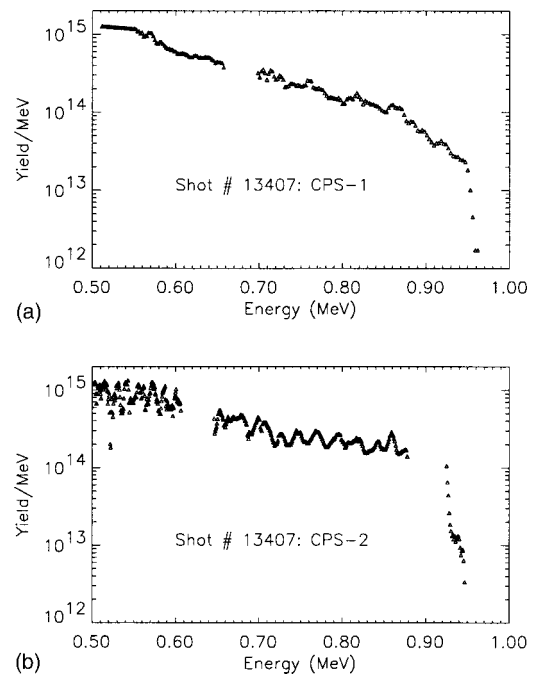 10^15
10^14
10^13
10^12
Yield/MeV
Shot # 13407: CPS-1
0.50 0.60 0.70 0.80 0.90 1.00
Energy (MeV)
(a)
10^15
10^14
10^13
10^12
Yield/MeV
Shot # 13407: CPS-2
0.50 0.60 0.70 0.80 0.90 1.00
Energy (MeV)
(b)